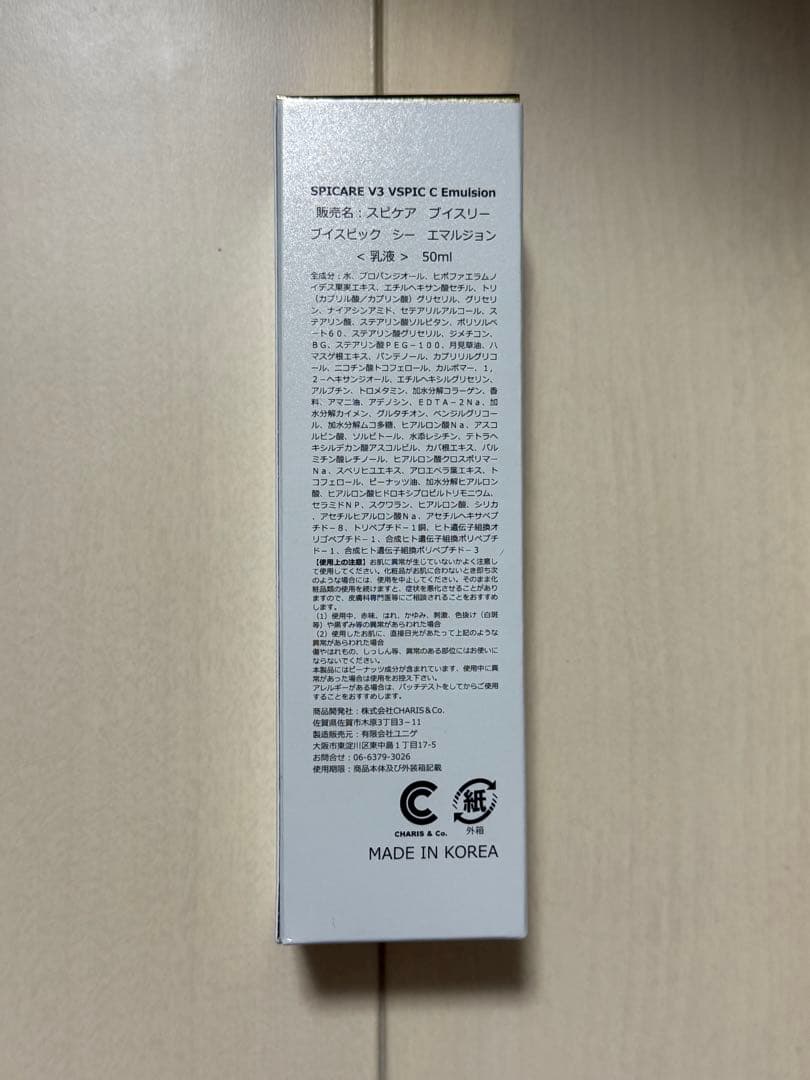 SPICARE V3 VSPIC C Emulsion
販売名：スピケア　ブイスリー
ブイスピック　シー　エマルジョン
＜乳液＞　50ml
全成分：水、プロパンジオール、ヒポファエラムノ
イデス果実エキス、エチルヘキサン酸セチル、トリ
（カプリル酸／カプリン酸）グリセリル、グリセリ
ン、ナイアシンアミド、セテアリルアルコール、ス
テアリン酸、ステアリン酸ソルビタン、ポリソルベ
ート６０、ステアリン酸グリセリル、ジメチコン、
ＢＧ、ステアリン酸ＰＥＧ－１００、月見草油、ハ
マスゲ根エキス、パンテノール、カプリリルグリコ
ール、ニコチン酸トコフェロール、カルボマー、１，
２－ヘキサンジオール、エチルヘキシルグリセリン、
アルブチン、トロメタミン、加水分解コラーゲン、香
料、アマニ油、アデノシン、ＥＤＴＡ－２Ｎａ、加
水分解カイメン、グルタチオン、ベンジルグリコー
ル、加水分解ムコ多糖、ヒアルロン酸Ｎａ、アスコ
ルビン酸、ソルビトール、水添レシチン、テトラヘ
キシルデカン酸アスコルビル、カバ根エキス、パル
ミチン酸レチノール、ヒアルロン酸クロスポリマー
Ｎａ、スベリヒユエキス、アロエベラ葉エキス、ト
コフェロール、ピーナッツ油、加水分解ヒアルロン
酸、ヒアルロン酸ヒドロキシプロピルトリモニウム、
セラミドＮＰ、スクワラン、ヒアルロン酸、シリカ
、アセチルヒアルロン酸Ｎａ、アセチルヘキサペプ
チド－８、トリペプチド－１銅、ヒト遺伝子組換オ
リゴペプチド－１、合成ヒト遺伝子組換ポリペプチ
ド－１、合成ヒト遺伝子組換ポリペプチド－３
【使用上の注意】お肌に異常が生じていないかよく注意し
て使用してください。化粧品がお肌に合わないとき即ち次
のような場合には、使用を中止してください。そのまま化
粧品類の使用を続けますと、症状を悪化させることがあり
ますので、皮膚科専門医等にご相談されることをおすすめ
します。
（1）使用中、赤味、はれ、かゆみ、刺激、色抜け（白斑
等）や黒ずみ等の異常があらわれた場合
（2）使用したお肌に、直接日光があたって上記のような
異常があらわれた場合
傷やはれもの、しっしん等、異常のある部位にはお使いに
ならないでください。
本製品にはピーナッツ成分が含まれています、使用中に異
常があった場合は使用をお控え下さい。
アレルギーがある場合は、パッチテストをしてからご使用
することをおすすめします。
商品開発社：株式会社CHARIS＆Co.
佐賀県佐賀市木原3丁目3－11
製造販売元：有限会社ユニゲ
大阪市東淀川区東中島１丁目17-5
お問合せ：06-6379-3026
使用期限：商品本体及び外装箱記載
CHARIS & Co.
紙
外箱
MADE IN KOREA